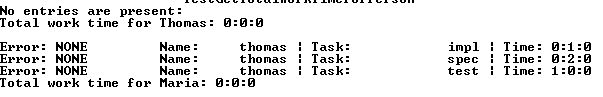 TestGetTotalWorkTimeForPerson
No entries are present:
Total work time for Thomas: 0:0:0
Error: NONE Name: thomas ¦ Task: impl ¦ Time: 0:1:0
Error: NONE Name: thomas ¦ Task: spec ¦ Time: 0:2:0
Error: NONE Name: thomas ¦ Task: test ¦ Time: 1:0:0
Total work time for Maria: 0:0:0